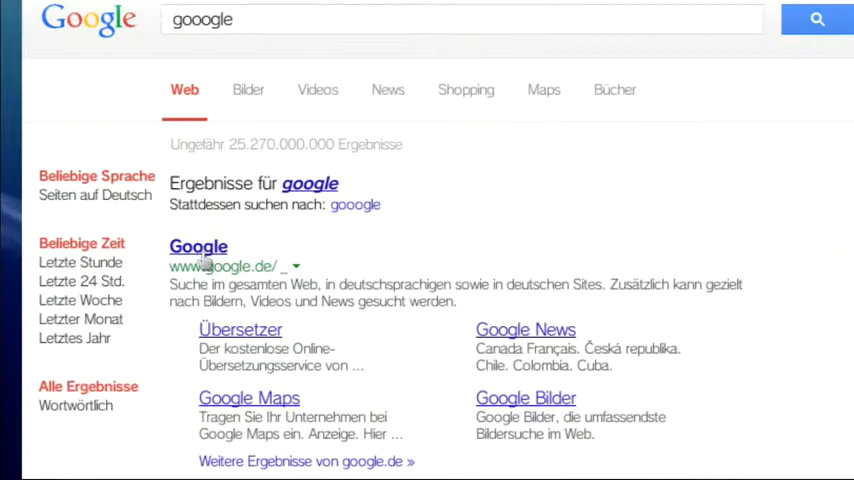 Google
gooogle
Web Bilder Videos News Shopping Maps Bücher
Ungefähr 25.270.000.000 Ergebnisse
Beliebige Sprache
Seiten auf Deutsch
Beliebige Zeit
Letzte Stunde
Letzte 24 Std.
Letzte Woche
Letzter Monat
Letztes Jahr
Alle Ergebnisse
Wortwörtlich
Ergebnisse für google
Stattdessen suchen nach: gooogle
Google
www.google.de/ _
Suche im gesamten Web, in deutschsprachigen sowie in deutschen Sites. Zusätzlich kann gezielt
nach Bildern, Videos und News gesucht werden.
Übersetzer
Der kostenlose Online-
Übersetzungsservice von ...
Google News
Canada Français. Česká republika.
Chile. Colombia. Cuba.
Google Maps
Tragen Sie Ihr Unternehmen bei
Google Maps ein. Anzeige. Hier ...
Google Bilder
Google Bilder, die umfassendste
Bildersuche im Web.
Weitere Ergebnisse von google.de »